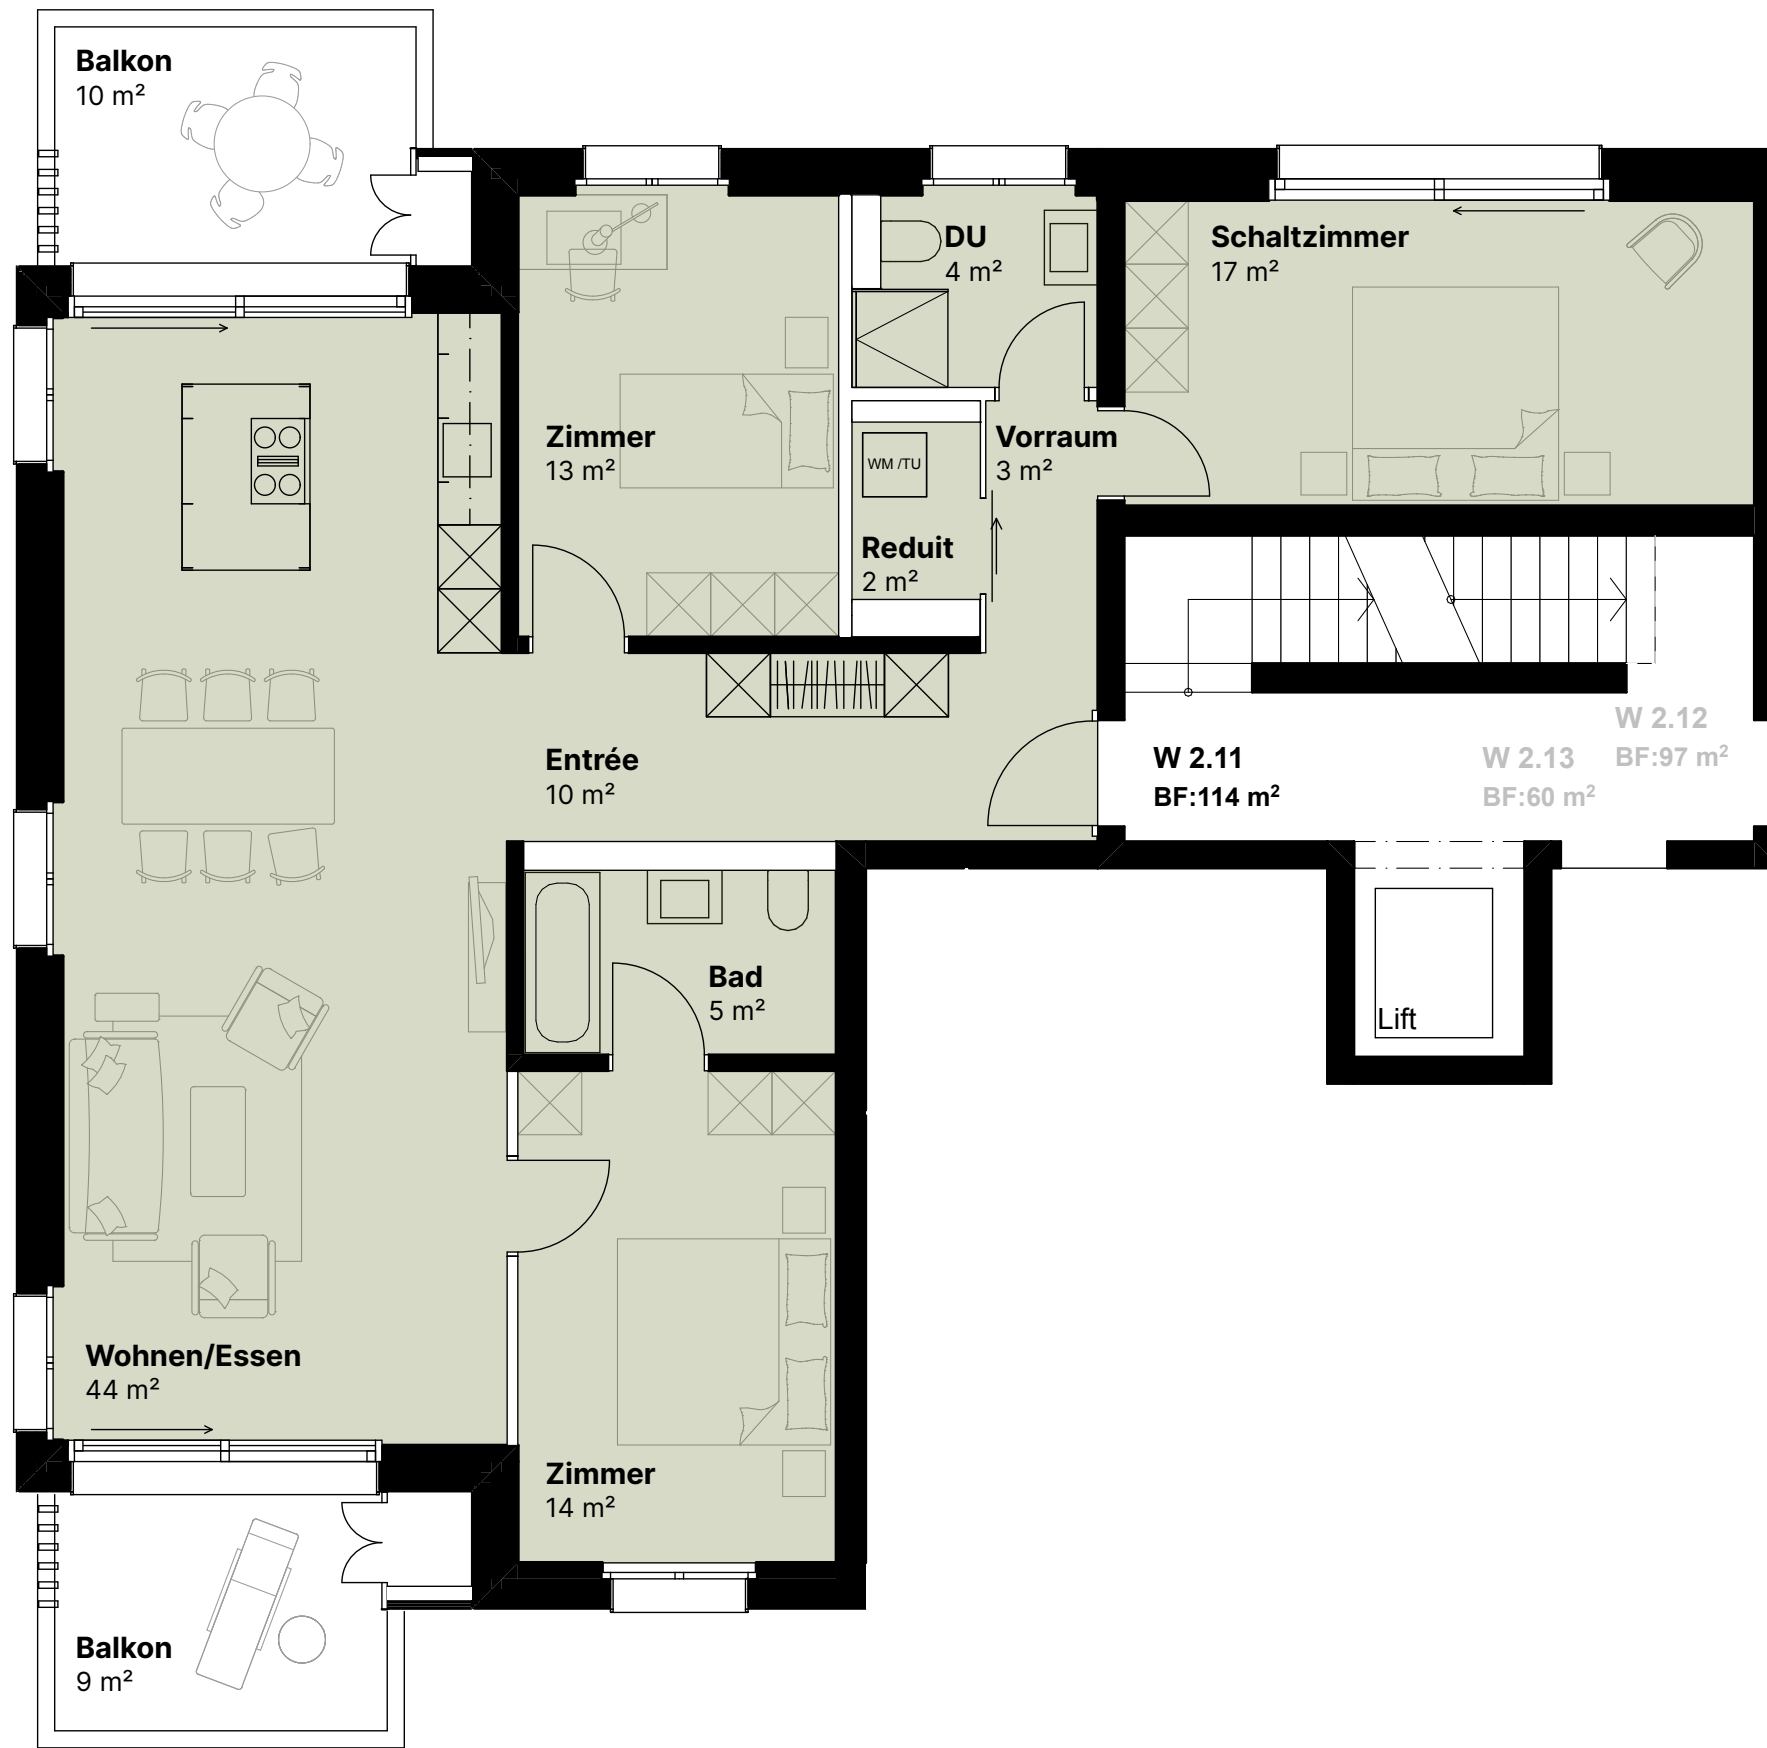 Balkon
10 m²
DU
4 m²
Schaltzimmer
17 m²
Zimmer
13 m²
WM /TU
Vorraum
3 m²
Reduit
2 m²
Entrée
10 m²
W 2.11
BF:114 m²
W 2.13
BF:60 m²
W 2.12
BF:97 m²
Bad
5 m²
Lift
Wohnen/Essen
44 m²
Zimmer
14 m²
Balkon
9 m²